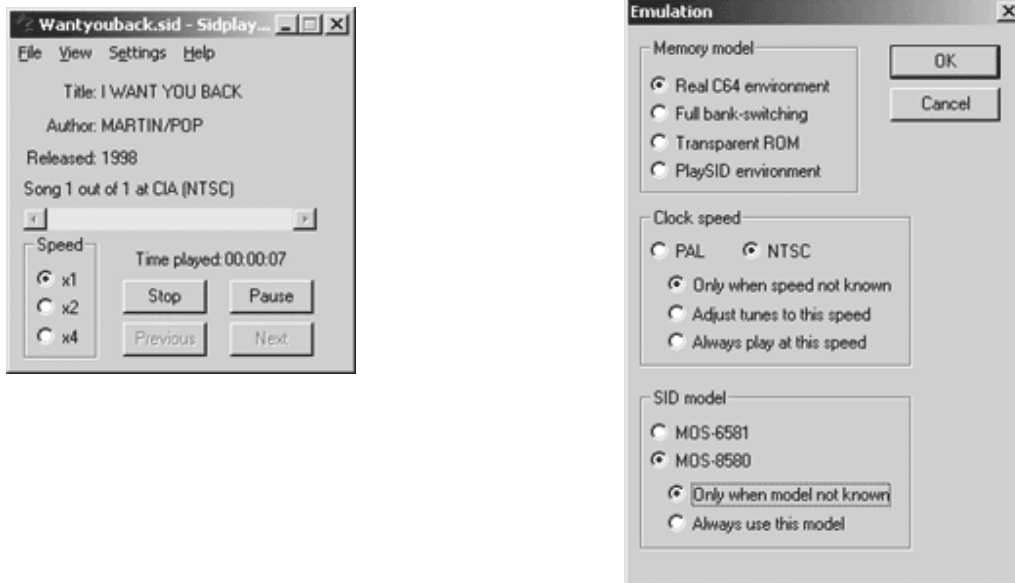 Wantyouback.sid - Sidplay...
File View Settings Help
Title: I WANT YOU BACK
Author: MARTIN/POP
Released: 1998
Song 1 out of 1 at CIA (NTSC)
Speed
x1
x2
x4
Time played: 00:00:07
Stop Pause
Previous Next
Emulation
Memory model
Real C64 environment
Full bank-switching
Transparent ROM
PlaySID environment
OK
Cancel
Clock speed
PAL NTSC
Only when speed not known
Adjust tunes to this speed
Always play at this speed
SID model
MOS-6581
MOS-8580
Only when model not known
Always use this model